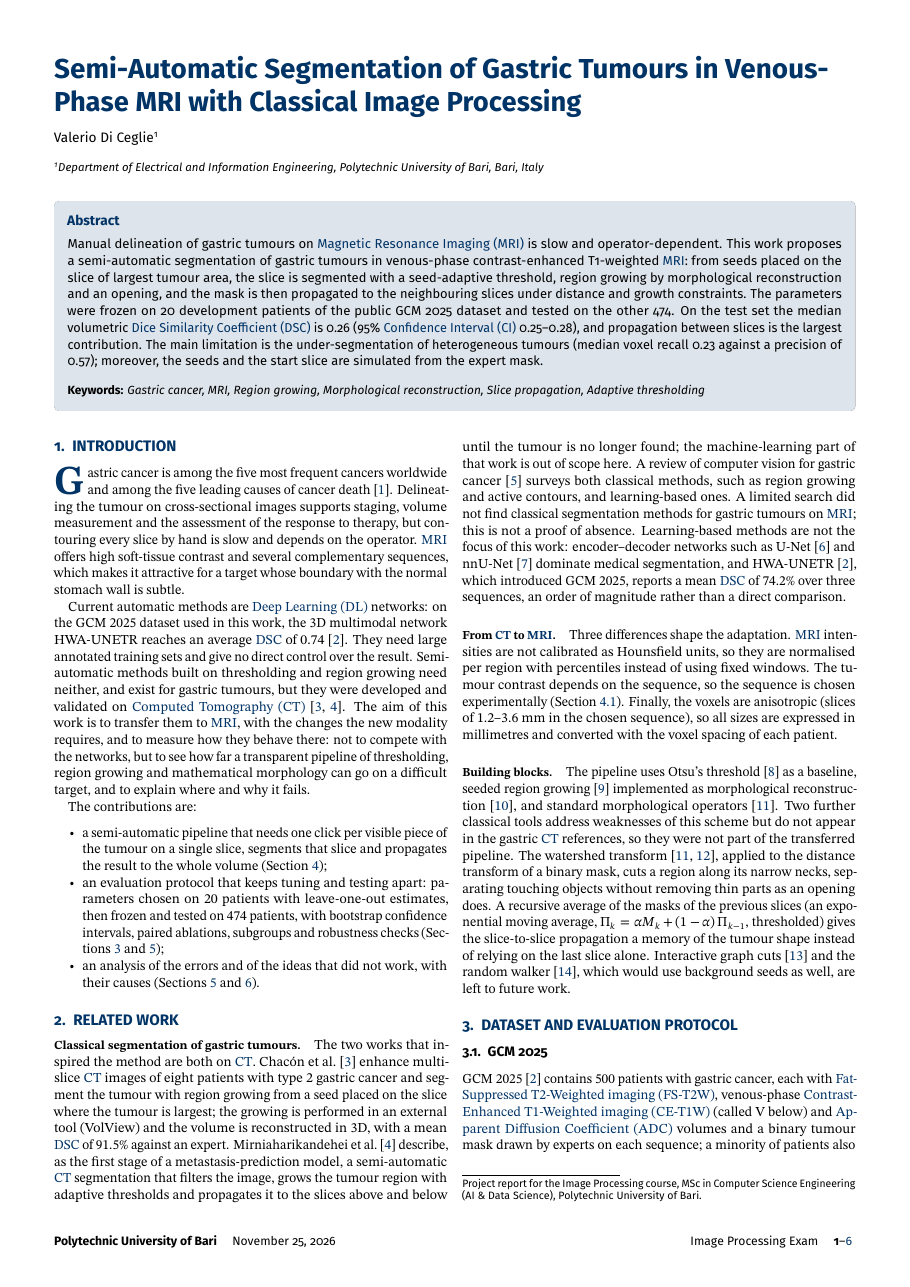 Semi-Automatic Segmentation of Gastric Tumours in Venous-
Phase MRI with Classical Image Processing
Valerio Di Ceglie¹
¹Department of Electrical and Information Engineering, Polytechnic University of Bari, Bari, Italy
Abstract
Manual delineation of gastric tumours on Magnetic Resonance Imaging (MRI) is slow and operator-dependent. This work proposes
a semi-automatic segmentation of gastric tumours in venous-phase contrast-enhanced T1-weighted MRI: from seeds placed on the
slice of largest tumour area, the slice is segmented with a seed-adaptive threshold, region growing by morphological reconstruction
and an opening, and the mask is then propagated to the neighbouring slices under distance and growth constraints. The parameters
were frozen on 20 development patients of the public GCM 2025 dataset and tested on the other 474. On the test set the median
volumetric Dice Similarity Coefficient (DSC) is 0.26 (95% Confidence Interval (CI) 0.25–0.28), and propagation between slices is the largest
contribution. The main limitation is the under-segmentation of heterogeneous tumours (median voxel recall 0.23 against a precision of
0.57); moreover, the seeds and the start slice are simulated from the expert mask.
Keywords: Gastric cancer, MRI, Region growing, Morphological reconstruction, Slice propagation, Adaptive thresholding
1. INTRODUCTION
Gastric cancer is among the five most frequent cancers worldwide
and among the five leading causes of cancer death [1]. Delineat-
ing the tumour on cross-sectional images supports staging, volume
measurement and the assessment of the response to therapy, but con-
touring every slice by hand is slow and depends on the operator. MRI
offers high soft-tissue contrast and several complementary sequences,
which makes it attractive for a target whose boundary with the normal
stomach wall is subtle.
Current automatic methods are Deep Learning (DL) networks: on
the GCM 2025 dataset used in this work, the 3D multimodal network
HWA-UNETR reaches an average DSC of 0.74 [2]. They need large
annotated training sets and give no direct control over the result. Semi-
automatic methods built on thresholding and region growing need
neither, and exist for gastric tumours, but they were developed and
validated on Computed Tomography (CT) [3, 4]. The aim of this
work is to transfer them to MRI, with the changes the new modality
requires, and to measure how they behave there: not to compete with
the networks, but to see how far a transparent pipeline of thresholding,
region growing and mathematical morphology can go on a difficult
target, and to explain where and why it fails.
The contributions are:
• a semi-automatic pipeline that needs one click per visible piece of
the tumour on a single slice, segments that slice and propagates
the result to the whole volume (Section 4);
• an evaluation protocol that keeps tuning and testing apart: pa-
rameters chosen on 20 patients with leave-one-out estimates,
then frozen and tested on 474 patients, with bootstrap confidence
intervals, paired ablations, subgroups and robustness checks (Sec-
tions 3 and 5);
• an analysis of the errors and of the ideas that did not work, with
their causes (Sections 5 and 6).
2. RELATED WORK
Classical segmentation of gastric tumours. The two works that in-
spired the method are both on CT. Chacón et al. [3] enhance multi-
slice CT images of eight patients with type 2 gastric cancer and seg-
ment the tumour with region growing from a seed placed on the slice
where the tumour is largest; the growing is performed in an external
tool (VolView) and the volume is reconstructed in 3D, with a mean
DSC of 91.5% against an expert. Mirniaharikandehei et al. [4] describe,
as the first stage of a metastasis-prediction model, a semi-automatic
CT segmentation that filters the image, grows the tumour region with
adaptive thresholds and propagates it to the slices above and below
until the tumour is no longer found; the machine-learning part of
that work is out of scope here. A review of computer vision for gastric
cancer [5] surveys both classical methods, such as region growing
and active contours, and learning-based ones. A limited search did
not find classical segmentation methods for gastric tumours on MRI;
this is not a proof of absence. Learning-based methods are not the
focus of this work: encoder–decoder networks such as U-Net [6] and
nnU-Net [7] dominate medical segmentation, and HWA-UNETR [2],
which introduced GCM 2025, reports a mean DSC of 74.2% over three
sequences, an order of magnitude rather than a direct comparison.
From CT to MRI. Three differences shape the adaptation. MRI inten-
sities are not calibrated as Hounsfield units, so they are normalised
per region with percentiles instead of using fixed windows. The tu-
mour contrast depends on the sequence, so the sequence is chosen
experimentally (Section 4.1). Finally, the voxels are anisotropic (slices
of 1.2–3.6 mm in the chosen sequence), so all sizes are expressed in
millimetres and converted with the voxel spacing of each patient.
Building blocks. The pipeline uses Otsu's threshold [8] as a baseline,
seeded region growing [9] implemented as morphological reconstruc-
tion [10], and standard morphological operators [11]. Two further
classical tools address weaknesses of this scheme but do not appear
in the gastric CT references, so they were not part of the transferred
pipeline. The watershed transform [11, 12], applied to the distance
transform of a binary mask, cuts a region along its narrow necks, sep-
arating touching objects without removing thin parts as an opening
does. A recursive average of the masks of the previous slices (an expo-
nential moving average, Πₖ = αMₖ + (1 − α) Πₖ₋₁, thresholded) gives
the slice-to-slice propagation a memory of the tumour shape instead
of relying on the last slice alone. Interactive graph cuts [13] and the
random walker [14], which would use background seeds as well, are
left to future work.
3. DATASET AND EVALUATION PROTOCOL
3.1. GCM 2025
GCM 2025 [2] contains 500 patients with gastric cancer, each with Fat-
Suppressed T2-Weighted imaging (FS-T2W), venous-phase Contrast-
Enhanced T1-Weighted imaging (CE-T1W) (called V below) and Ap-
parent Diffusion Coefficient (ADC) volumes and a binary tumour
mask drawn by experts on each sequence; a minority of patients also
Project report for the Image Processing course, MSc in Computer Science Engineering
(AI & Data Science), Polytechnic University of Bari.
Polytechnic University of Bari November 25, 2026
Image Processing Exam 1–6